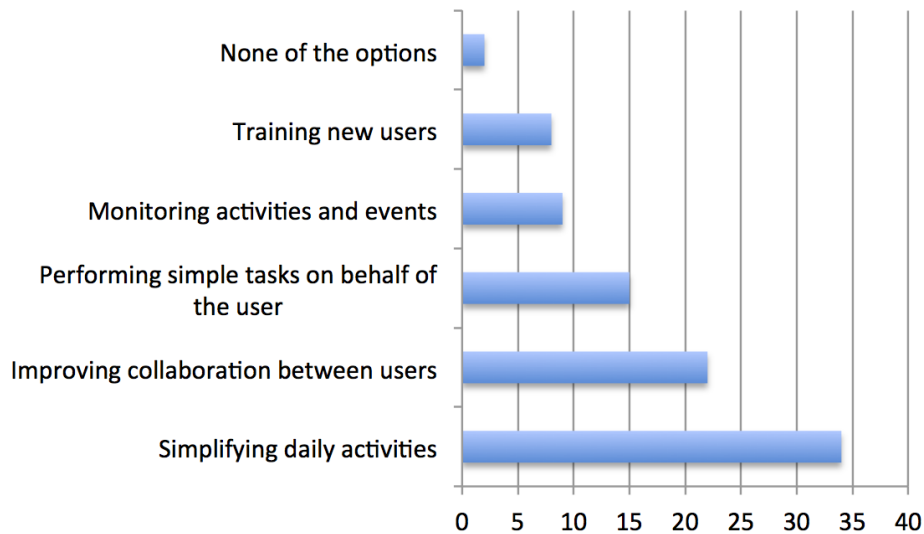 None of the options
Training new users
Monitoring activities and events
Performing simple tasks on behalf of
the user
Improving collaboration between users
Simplifying daily activities
0 5 10 15 20 25 30 35 40